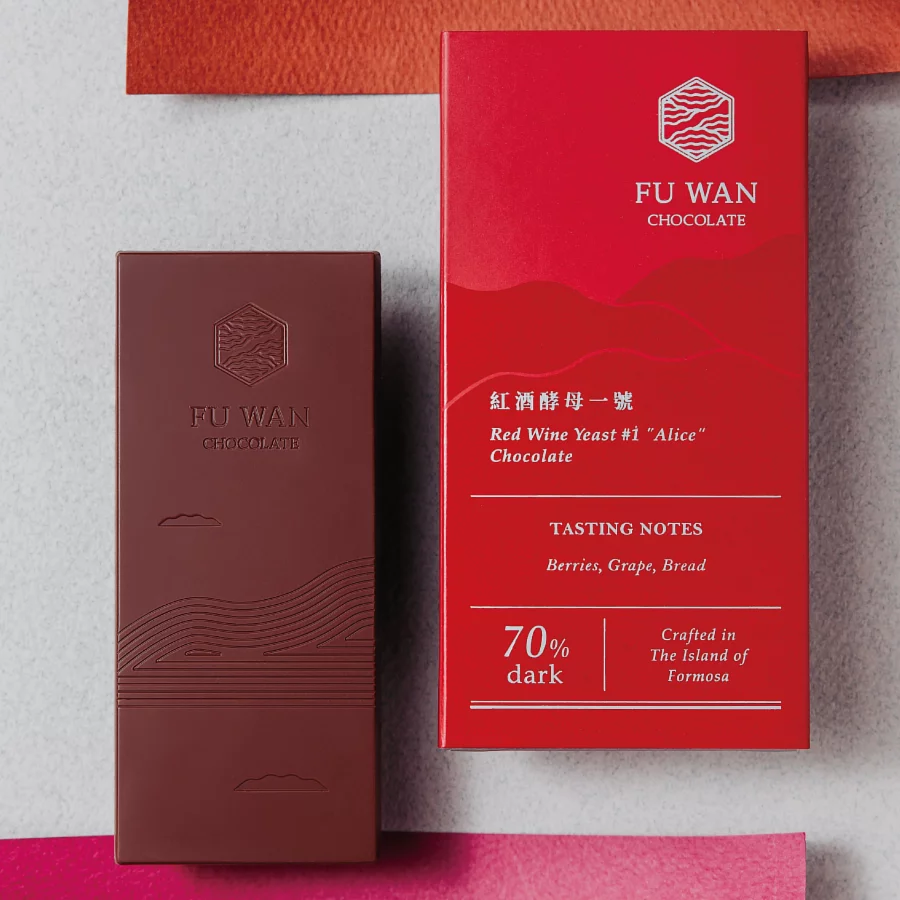 FU WAN
CHOCOLATE
FU WAN
CHOCOLATE
紅酒酵母一號
Red Wine Yeast #1 "Alice"
Chocolate
TASTING NOTES
Berries, Grape, Bread
70%
dark
Crafted in
The Island of
Formosa